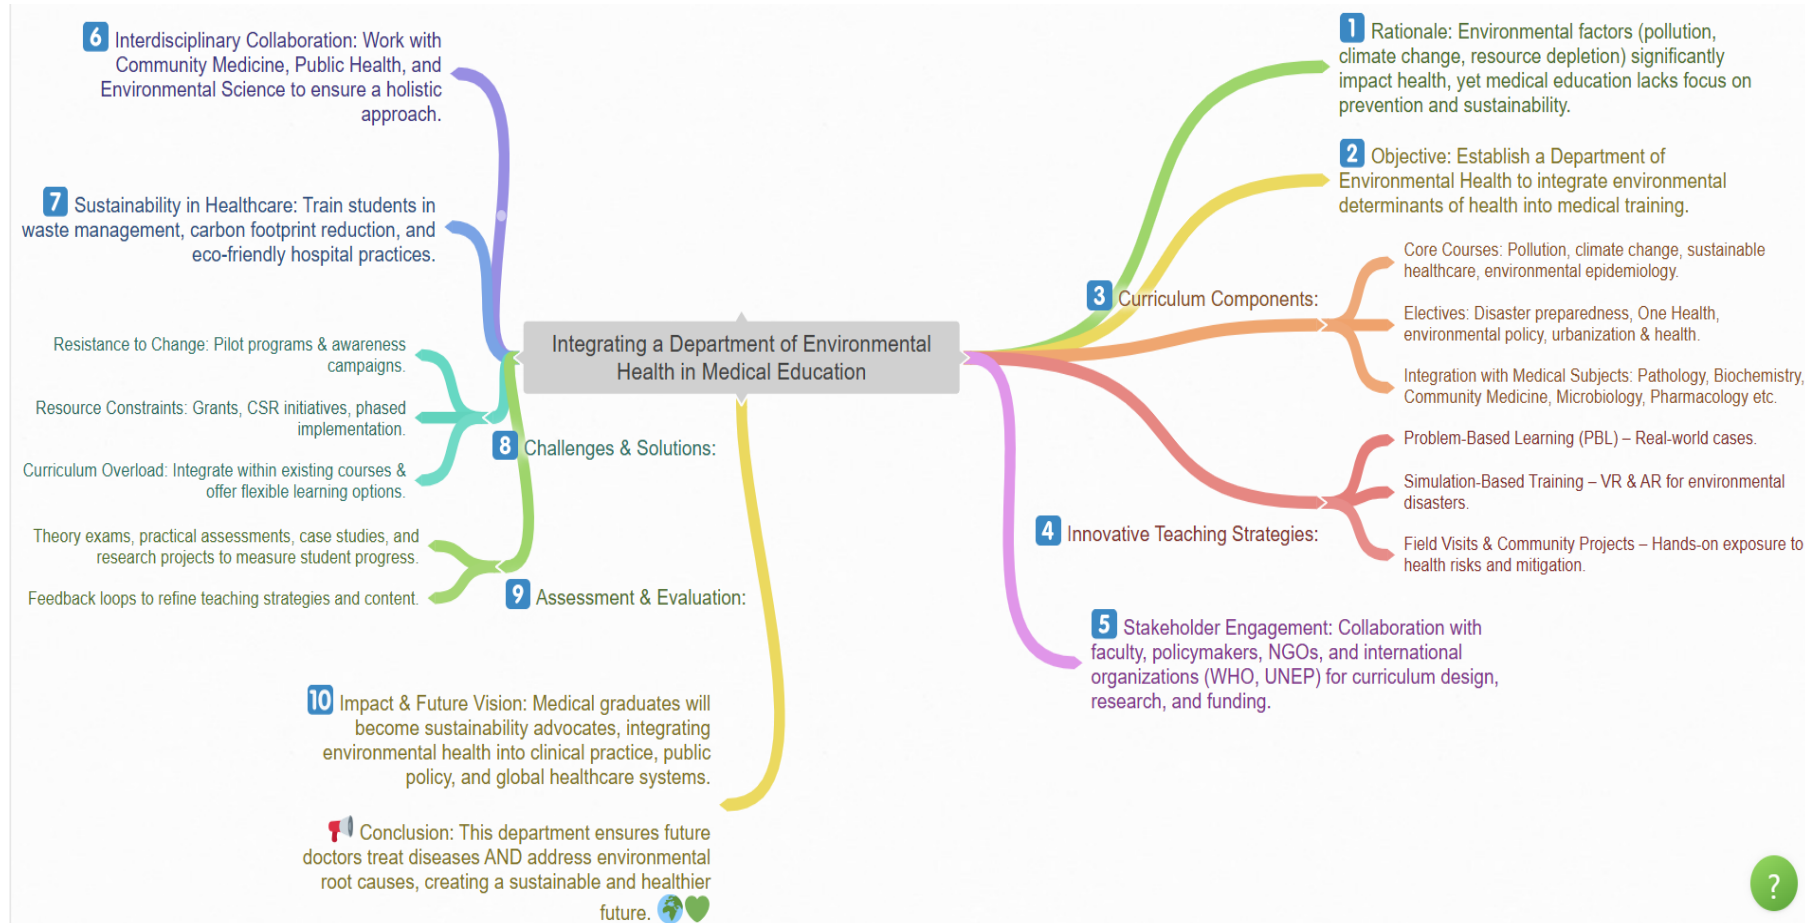 Integrating a Department of Environmental
Health in Medical Education
1 Rationale: Environmental factors (pollution,
climate change, resource depletion) significantly
impact health, yet medical education lacks focus on
prevention and sustainability.
2 Objective: Establish a Department of
Environmental Health to integrate environmental
determinants of health into medical training.
3 Curriculum Components:
Core Courses: Pollution, climate change, sustainable
healthcare, environmental epidemiology.
Electives: Disaster preparedness, One Health,
environmental policy, urbanization & health.
Integration with Medical Subjects: Pathology, Biochemistry,
Community Medicine, Microbiology, Pharmacology etc.
4 Innovative Teaching Strategies:
Problem-Based Learning (PBL) – Real-world cases.
Simulation-Based Training – VR & AR for environmental
disasters.
Field Visits & Community Projects – Hands-on exposure to
health risks and mitigation.
5 Stakeholder Engagement: Collaboration with
faculty, policymakers, NGOs, and international
organizations (WHO, UNEP) for curriculum design,
research, and funding.
6 Interdisciplinary Collaboration: Work with
Community Medicine, Public Health, and
Environmental Science to ensure a holistic
approach.
7 Sustainability in Healthcare: Train students in
waste management, carbon footprint reduction, and
eco-friendly hospital practices.
8 Challenges & Solutions:
Resistance to Change: Pilot programs & awareness
campaigns.
Resource Constraints: Grants, CSR initiatives, phased
implementation.
Curriculum Overload: Integrate within existing courses &
offer flexible learning options.
9 Assessment & Evaluation:
Theory exams, practical assessments, case studies, and
research projects to measure student progress.
Feedback loops to refine teaching strategies and content.
10 Impact & Future Vision: Medical graduates will
become sustainability advocates, integrating
environmental health into clinical practice, public
policy, and global healthcare systems.
Conclusion: This department ensures future
doctors treat diseases AND address environmental
root causes, creating a sustainable and healthier
future.
?